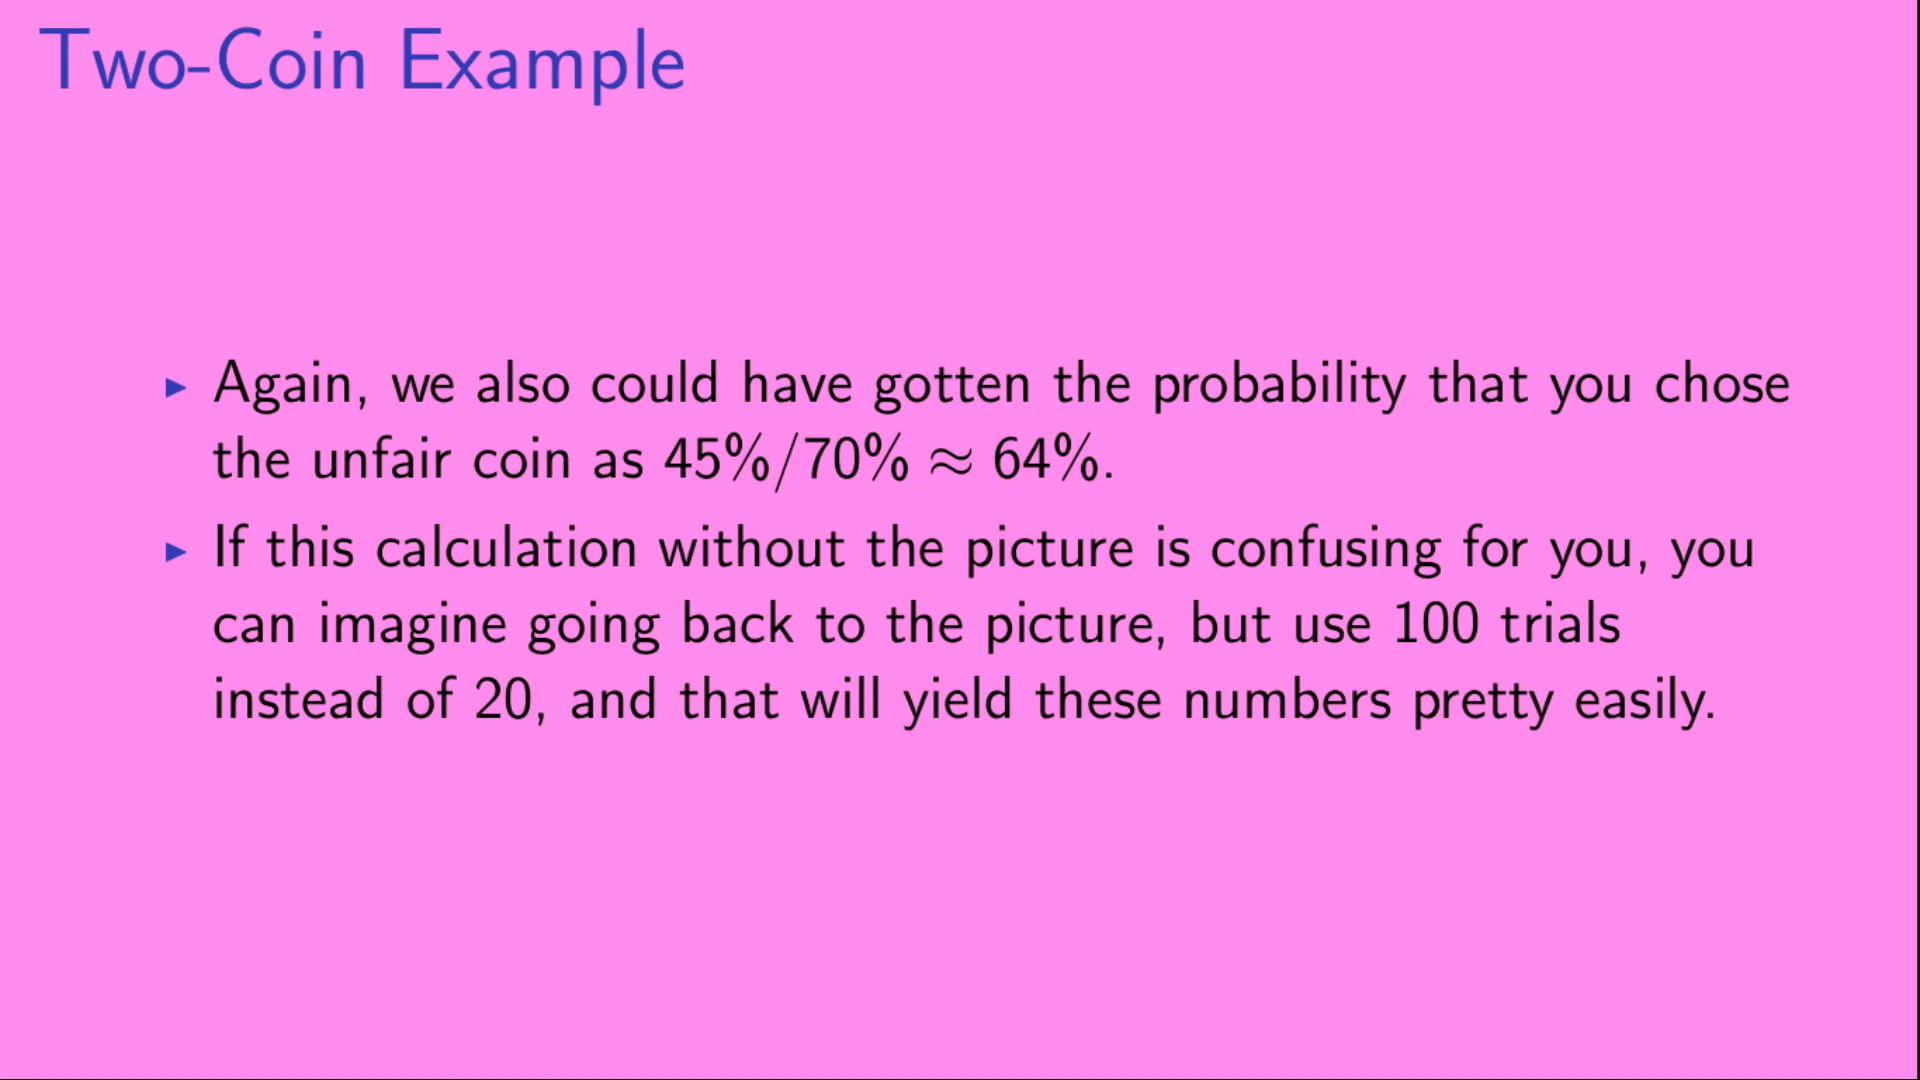 Two-Coin Example
▶ Again, we also could have gotten the probability that you chose
the unfair coin as 45%/70% ≈ 64%.
▶ If this calculation without the picture is confusing for you, you
can imagine going back to the picture, but use 100 trials
instead of 20, and that will yield these numbers pretty easily.